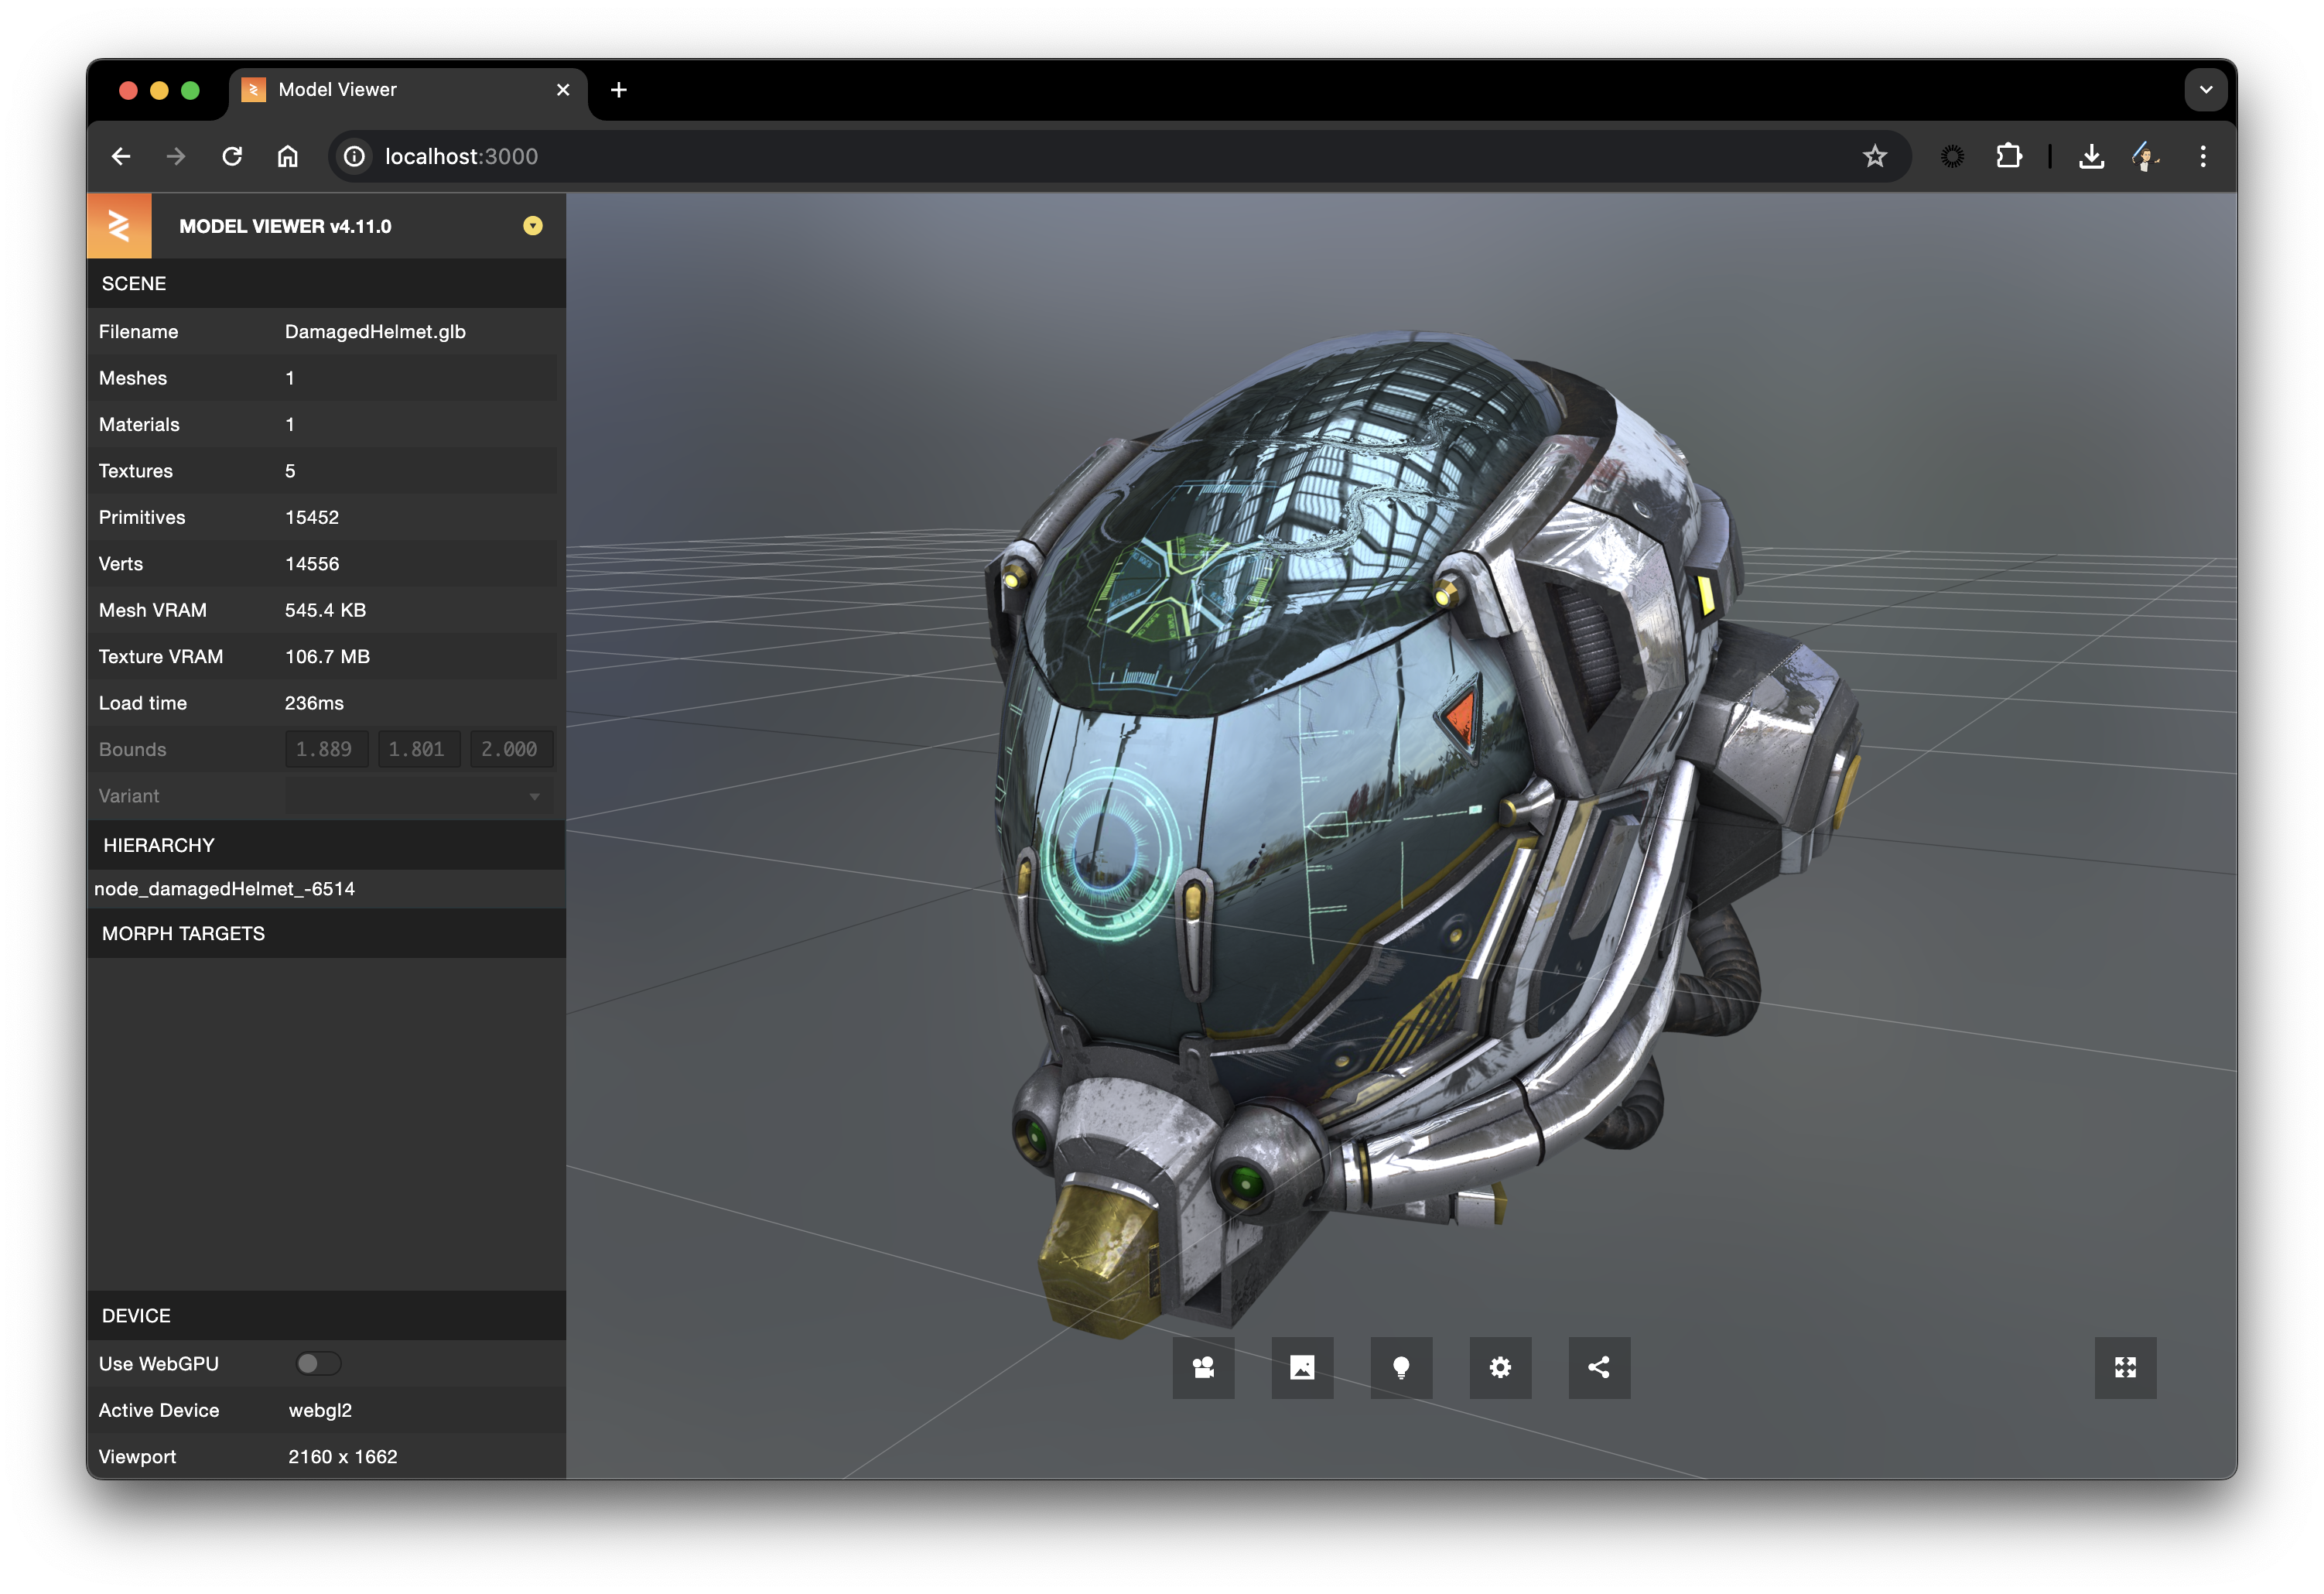 Model Viewer
localhost:3000
MODEL VIEWER v4.11.0
SCENE
Filename DamagedHelmet.glb
Meshes 1
Materials 1
Textures 5
Primitives 15452
Verts 14556
Mesh VRAM 545.4 KB
Texture VRAM 106.7 MB
Load time 236ms
Bounds 1.889 1.801 2.000
Variant
HIERARCHY
node_damagedHelmet_-6514
MORPH TARGETS
DEVICE
Use WebGPU
Active Device webgl2
Viewport 2160 x 1662